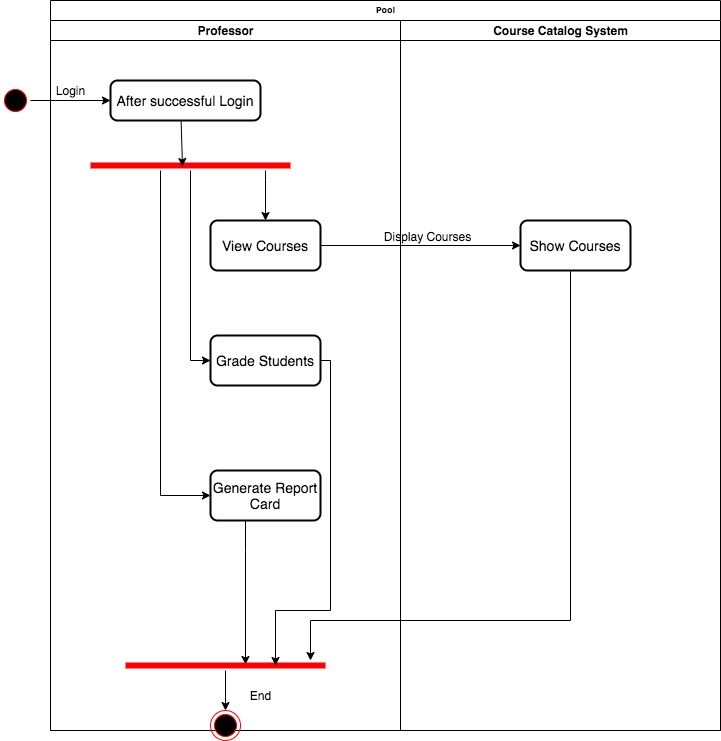 Pool
Professor
Course Catalog System
Login
After successful Login
View Courses
Display Courses
Show Courses
Grade Students
Generate Report
Card
End